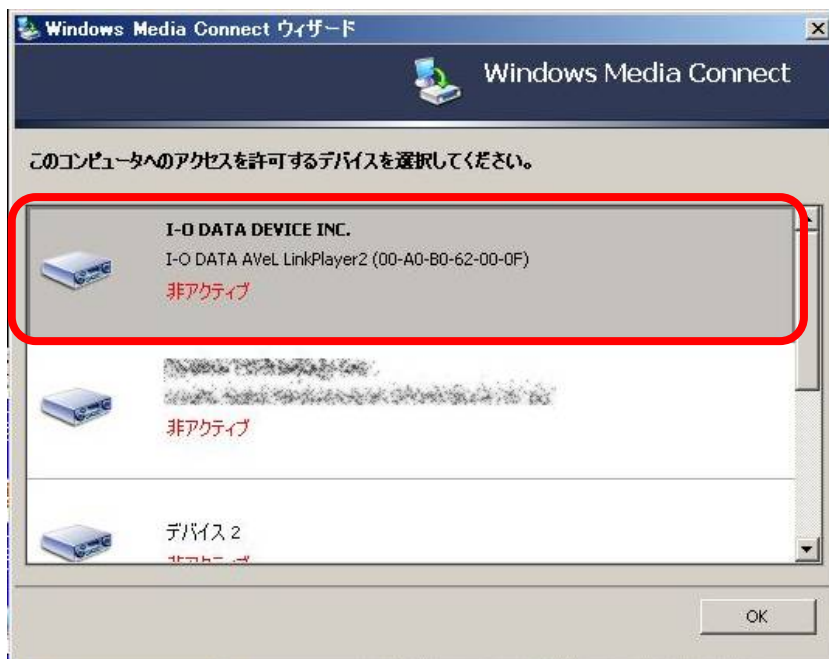 Windows Media Connect ウィザード
Windows Media Connect
このコンピュータへのアクセスを許可するデバイスを選択してください。
I-O DATA DEVICE INC.
I-O DATA AVeL LinkPlayer2 (00-A0-B0-62-00-0F)
非アクティブ
非アクティブ
デバイス 2
OK